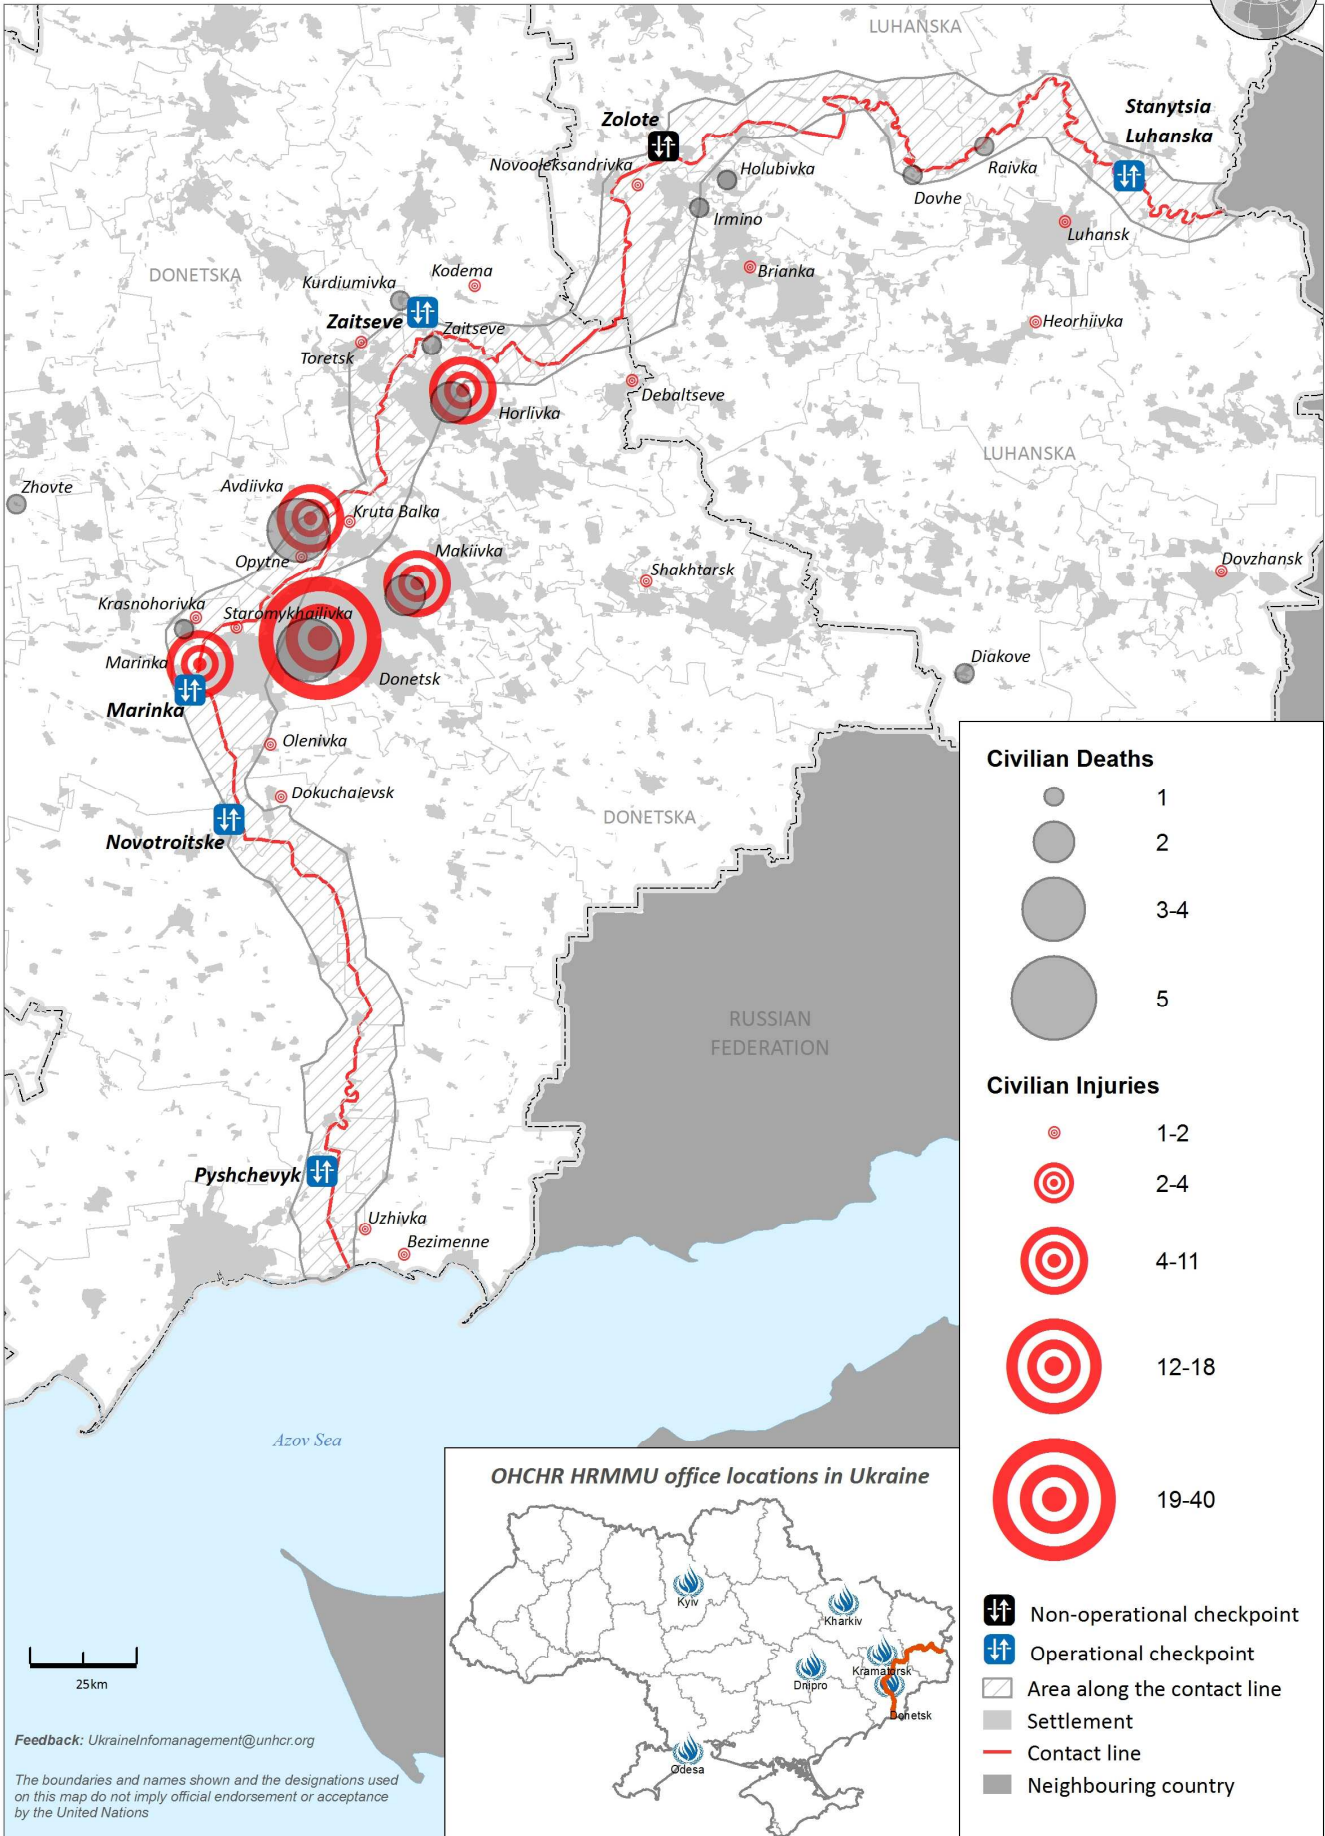 LUHANSKA
Stanytsia
Luhanska
Zolote
Novooleksandrivka
Holubivka
Raivka
Dovhe
Irmino
Luhansk
DONETSKA
Kodema
Kurdiumivka
Brianka
Zaitseve
Zaitseve
Heorhiivka
Toretsk
Debaltseve
Horlivka
LUHANSKA
Zhovte
Avdiivka
Kruta Balka
Makiivka
Opytne
Shakhtarsk
Dovzhansk
Krasnohorivka
Staromykhailivka
Marinka
Diakove
Donetsk
Marinka
Olenivka
Dokuchaievsk
DONETSKA
Novotroitske
RUSSIAN
FEDERATION
Pyshchevyk
Uzhivka
Bezimenne
Azov Sea
Civilian Deaths
1
2
3-4
5
Civilian Injuries
1-2
2-4
4-11
12-18
19-40
Non-operational checkpoint
Operational checkpoint
Area along the contact line
Settlement
Contact line
Neighbouring country
OHCHR HRMMU office locations in Ukraine
Kyiv
Kharkiv
Kramatorsk
Dnipro
Donetsk
Odesa
25km
Feedback: UkraineInfomanagement@unhcr.org
The boundaries and names shown and the designations used
on this map do not imply official endorsement or acceptance
by the United Nations